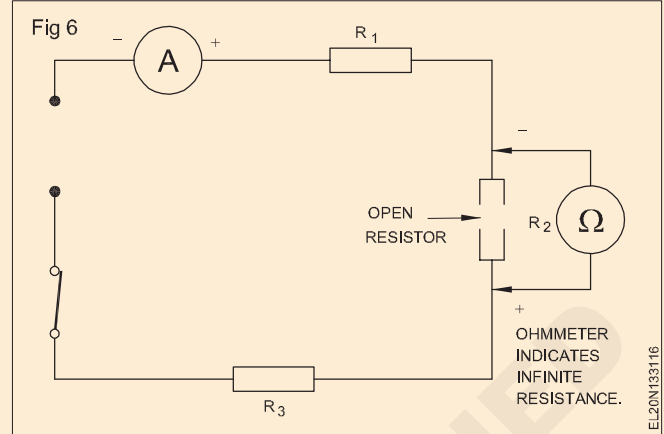 Fig 6
−
A
+
R 1
−
OPEN
RESISTOR
R 2
Ω
+
OHMMETER
INDICATES
INFINITE
RESISTANCE.
R 3
EL20N133116